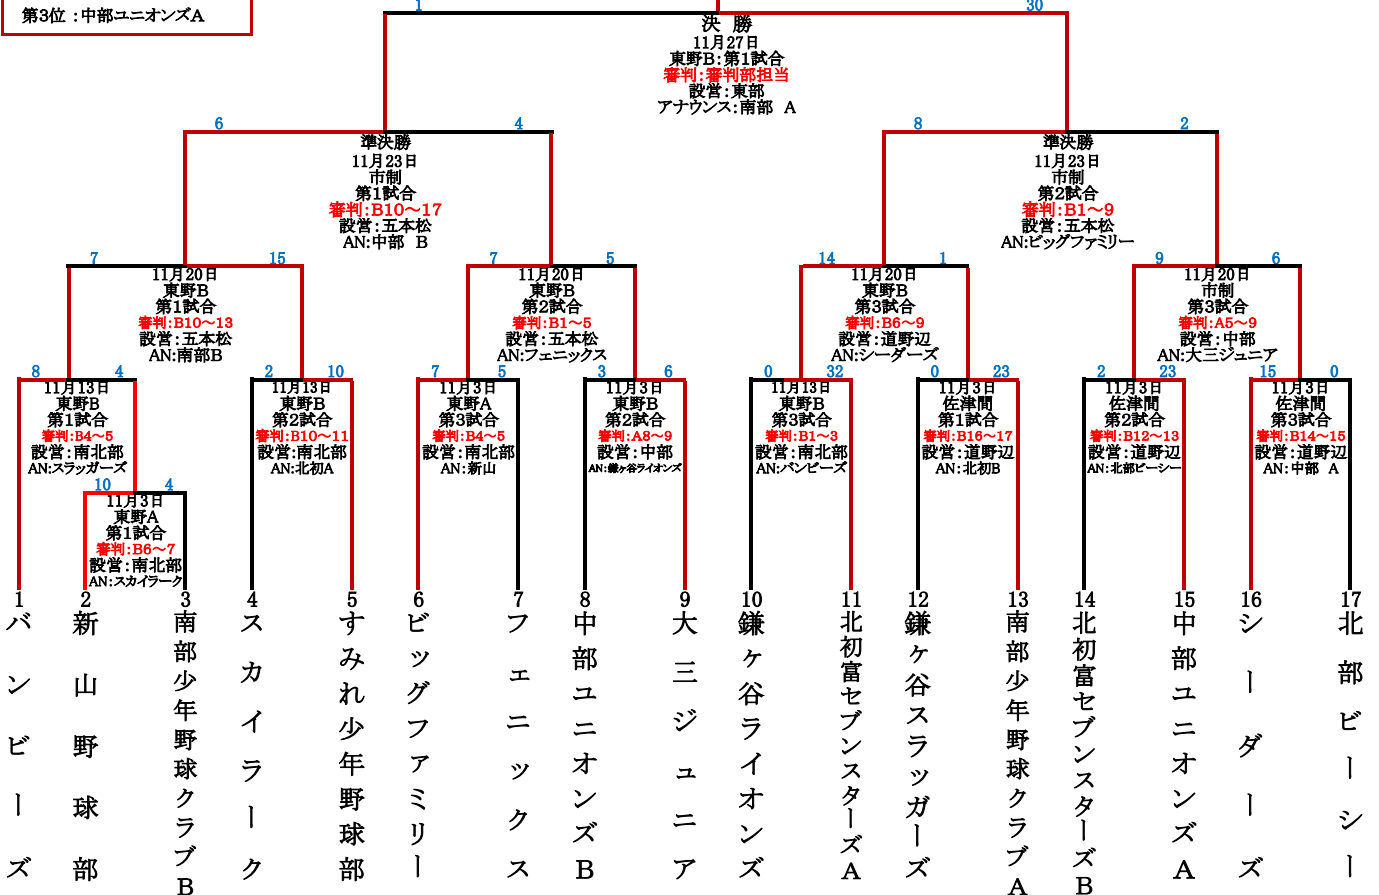 第3位 :中部ユニオンズA
1
30
決 勝
11月27日
東野B:第1試合
審判:審判部担当
設営:東部
アナウンス:南部 A
6
4
8
2
準決勝
11月23日
市制
第1試合
審判:B10～17
設営:五本松
AN:中部 B
準決勝
11月23日
市制
第2試合
審判:B1～9
設営:五本松
AN:ビッグファミリー
7
15
7
5
14
1
9
6
11月20日
東野B
第1試合
審判:B10～13
設営:五本松
AN:南部B
11月20日
東野B
第2試合
審判:B1～5
設営:五本松
AN:フェニックス
11月20日
東野B
第3試合
審判:B6～9
設営:道野辺
AN:シーダーズ
11月20日
市制
第3試合
審判:A5～9
設営:中部
AN:大三ジュニア
8
4
2
10
7
5
3
6
0
32
0
23
2
23
15
0
11月13日
東野B
第1試合
審判:B4～5
設営:南北部
AN:スラッガーズ
11月13日
東野B
第2試合
審判:B10～11
設営:南北部
AN:北初A
11月3日
東野A
第3試合
審判:B4～5
設営:南北部
AN:新山
11月3日
東野B
第2試合
審判:A8～9
設営:中部
AN:鎌ヶ谷ライオンズ
11月13日
東野B
第3試合
審判:B1～3
設営:南北部
AN:バンビーズ
11月3日
佐津間
第1試合
審判:B16～17
設営:道野辺
AN:北初B
11月3日
佐津間
第2試合
審判:B12～13
設営:道野辺
AN:北部ビーシー
11月3日
佐津間
第3試合
審判:B14～15
設営:道野辺
AN:中部 A
10
4
11月3日
東野A
第1試合
審判:B6～7
設営:南北部
AN:スカイラーク
1
バンビーズ
2
新山野球部
3
南部少年野球クラブB
4
スカイラーク
5
すみれ少年野球部
6
ビッグファミリー
7
フェニックス
8
中部ユニオンズB
9
大三ジュニア
10
鎌ヶ谷ライオンズ
11
北初富セブンスターズA
12
鎌ヶ谷スラッガーズ
13
南部少年野球クラブA
14
北初富セブンスターズB
15
中部ユニオンズA
16
シーダーズ
17
北部ビーシー